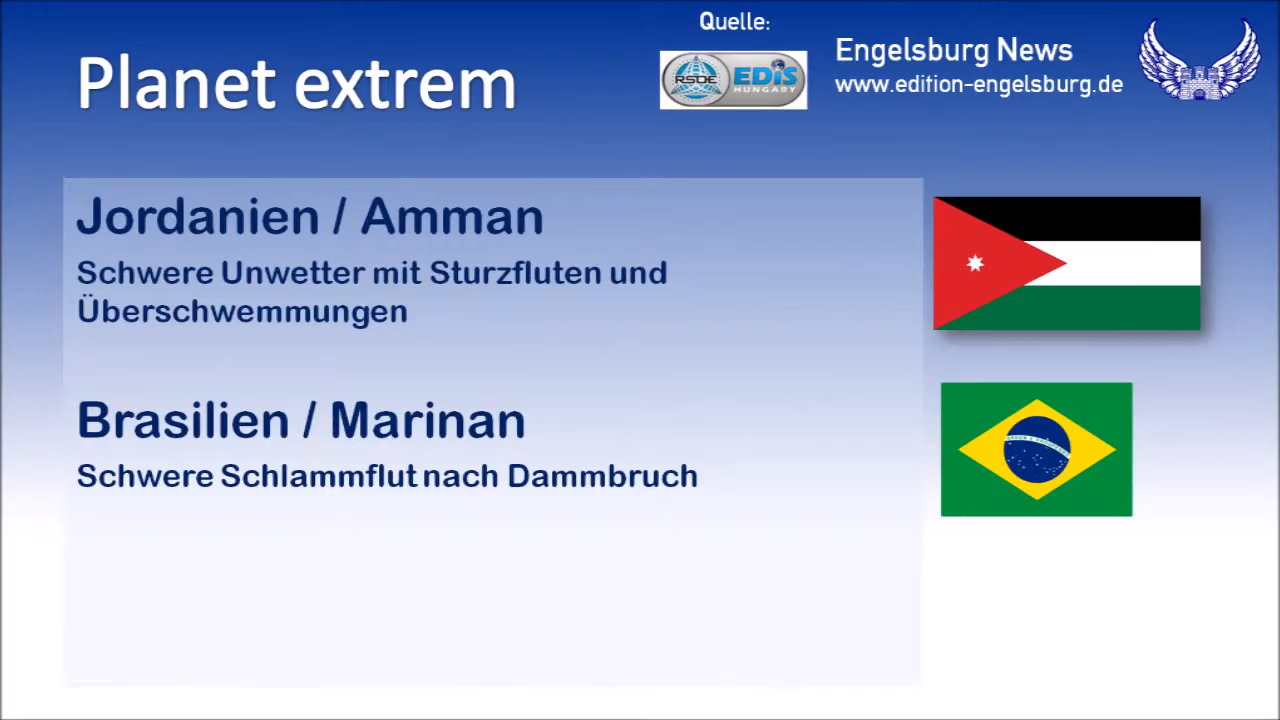 Planet extrem
Quelle:
RSOE EDIS
HUNGARY
Engelsburg News
www.edition-engelsburg.de
Jordanien / Amman
Schwere Unwetter mit Sturzfluten und
Überschwemmungen
Brasilien / Marinan
Schwere Schlammflut nach Dammbruch